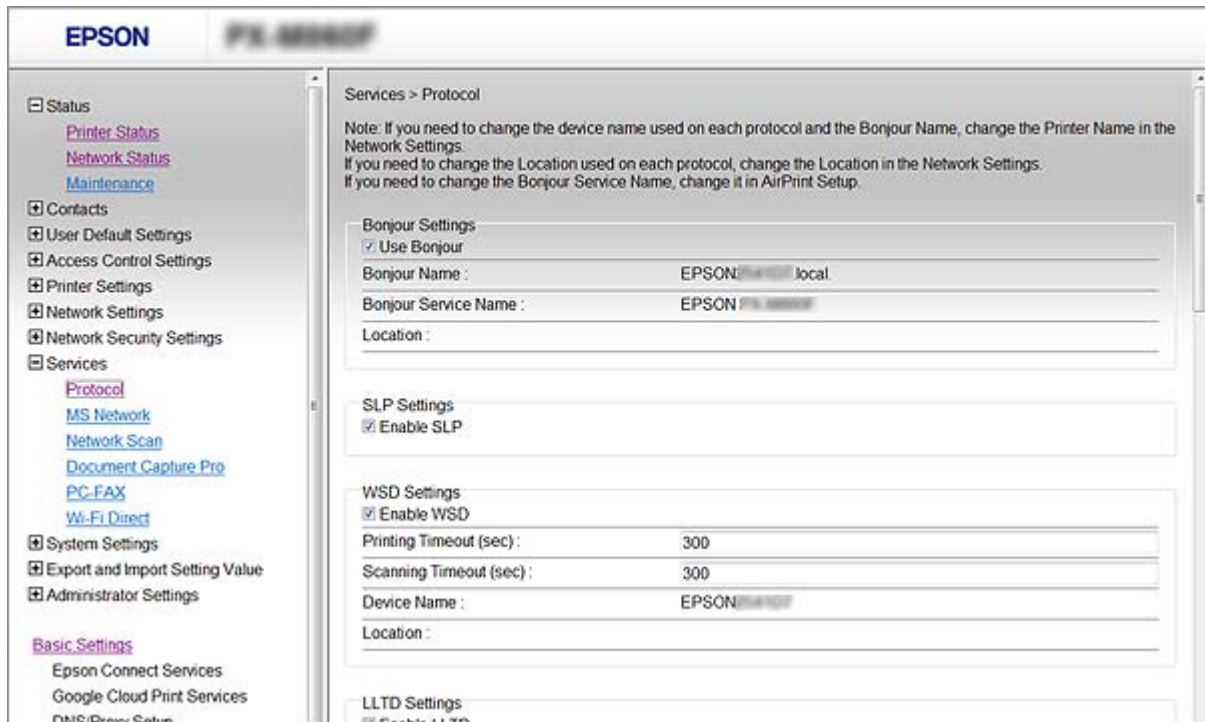 EPSON
Status
Printer Status
Network Status
Maintenance
Contacts
User Default Settings
Access Control Settings
Printer Settings
Network Settings
Network Security Settings
Services
Protocol
MS Network
Network Scan
Document Capture Pro
PC-FAX
Wi-Fi Direct
System Settings
Export and Import Setting Value
Administrator Settings
Basic Settings
Epson Connect Services
Google Cloud Print Services
DNS/Proxy Setup
Services > Protocol
Note: If you need to change the device name used on each protocol and the Bonjour Name, change the Printer Name in the
Network Settings.
If you need to change the Location used on each protocol, change the Location in the Network Settings.
If you need to change the Bonjour Service Name, change it in AirPrint Setup.
Bonjour Settings
Use Bonjour
Bonjour Name : EPSON .local.
Bonjour Service Name : EPSON
Location :
SLP Settings
Enable SLP
WSD Settings
Enable WSD
Printing Timeout (sec) : 300
Scanning Timeout (sec) : 300
Device Name : EPSON
Location :
LLTD Settings
Enable LLTD